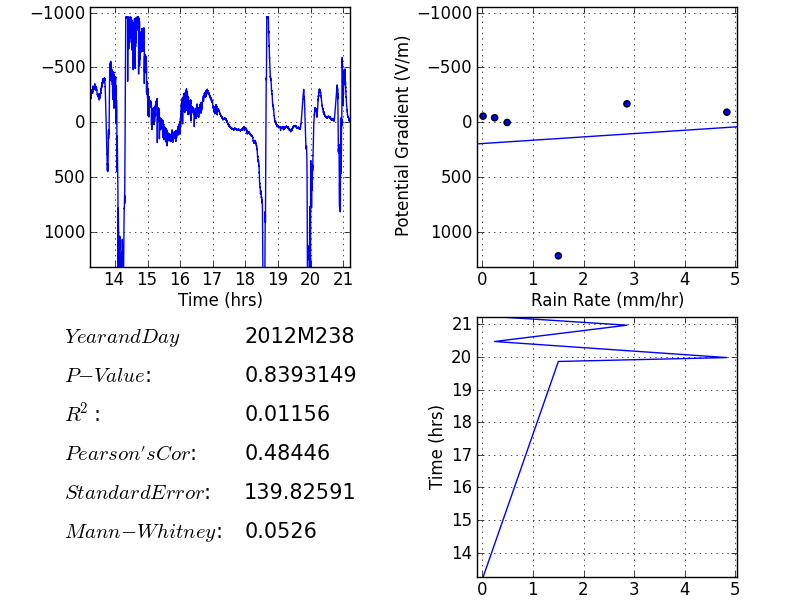 −1000
−500
0
500
1000
14 15 16 17 18 19 20 21
Time (hrs)
Potential Gradient (V/m)
−1000
−500
0
500
1000
0 1 2 3 4 5
Rain Rate (mm/hr)
YearandDay 2012M238
P−Value: 0.8393149
R²: 0.01156
Pearson'sCor: 0.48446
StandardError: 139.82591
Mann−Whitney: 0.0526
Time (hrs)
21
20
19
18
17
16
15
14
0 1 2 3 4 5